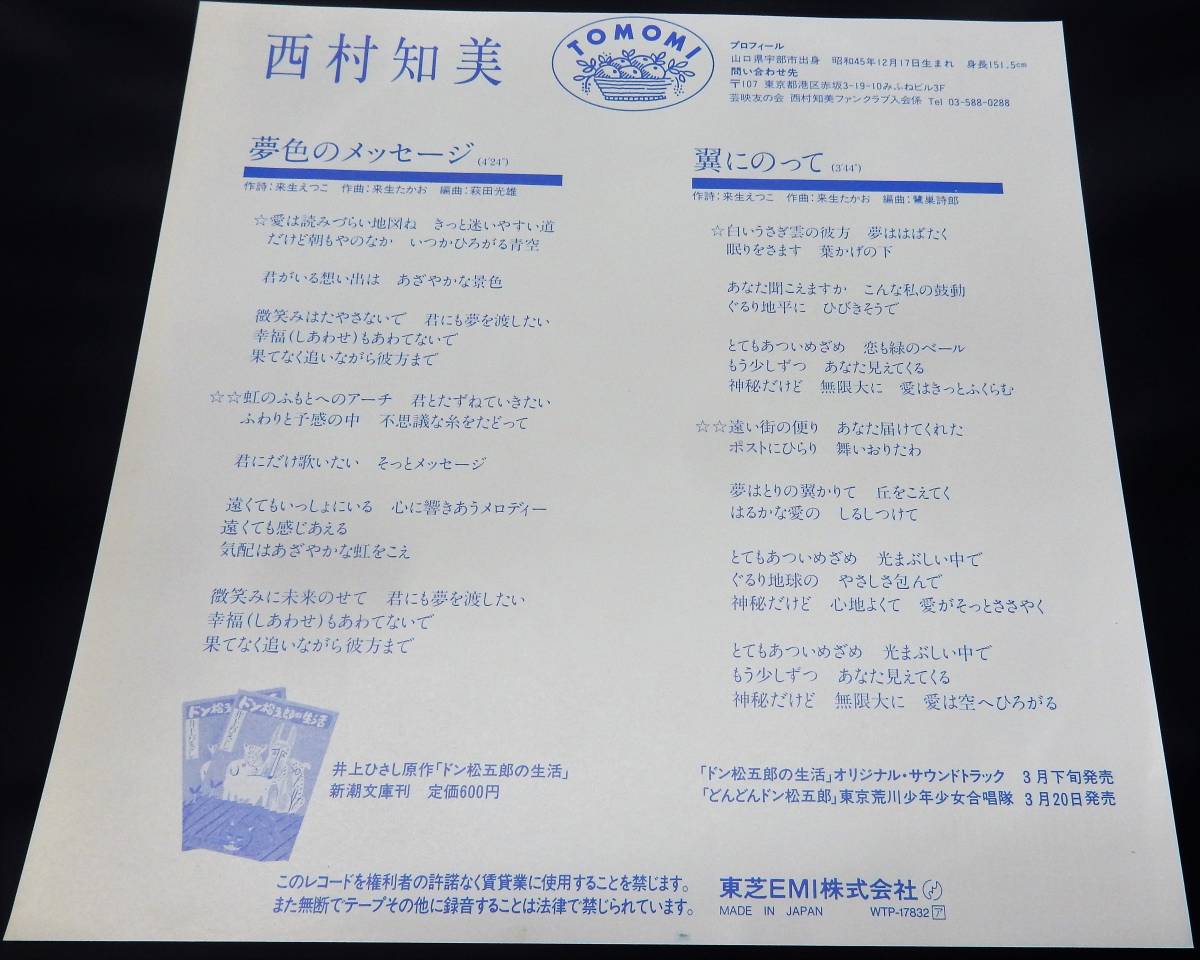 西村知美
TOMOMI
プロフィール
山口県宇部市出身　昭和45年12月17日生まれ　身長151.5cm
問い合わせ先
〒107 東京都港区赤坂3-19-10みふねビル3F
芸映友の会 西村知美ファンクラブ入会係 Tel 03-588-0288
夢色のメッセージ (4'24")
作詩：来生えつこ　作曲：来生たかお　編曲：萩田光雄
☆愛は読みづらい地図ね　きっと迷いやすい道
だけど朝もやのなか　いつかひろがる青空
君がいる想い出は　あざやかな景色
微笑みはたやさないで　君にも夢を渡したい
幸福(しあわせ)もあわてないで
果てなく追いながら彼方まで
☆☆虹のふもとへのアーチ　君とたずねていきたい
ふわりと予感の中　不思議な糸をたどって
君にだけ歌いたい　そっとメッセージ
遠くてもいっしょにいる　心に響きあうメロディー
遠くても感じあえる
気配はあざやかな虹をこえ
微笑みに未来のせて　君にも夢を渡したい
幸福(しあわせ)もあわてないで
果てなく追いながら彼方まで
翼にのって (3'44")
作詩：来生えつこ　作曲：来生たかお　編曲：鷺巣詩郎
☆白いうさぎ雲の彼方　夢ははばたく
眠りをさます　葉かげの下
あなた聞こえますか　こんな私の鼓動
ぐるり地平に　ひびきそうで
とてもあついめざめ　恋も緑のベール
もう少しずつ　あなた見えてくる
神秘だけど　無限大に　愛はきっとふくらむ
☆☆遠い街の便り　あなた届けてくれた
ポストにひらり　舞いおりたわ
夢はとりの翼かりて　丘をこえてく
はるかな愛の　しるしつけて
とてもあついめざめ　光まぶしい中で
ぐるり地球の　やさしさ包んで
神秘だけど　心地よくて　愛がそっとささやく
とてもあついめざめ　光まぶしい中で
もう少しずつ　あなた見えてくる
神秘だけど　無限大に　愛は空へひろがる
ドン松五郎の生活
井上ひさし原作「ドン松五郎の生活」
新潮文庫刊　定価600円
「ドン松五郎の生活」オリジナル・サウンドトラック　3月下旬発売
「どんどんドン松五郎」東京荒川少年少女合唱隊　3月20日発売
このレコードを権利者の許諾なく賃貸業に使用することを禁じます。
また無断でテープその他に録音することは法律で禁じられています。
東芝EMI株式会社
MADE IN JAPAN　WTP-17832 ア